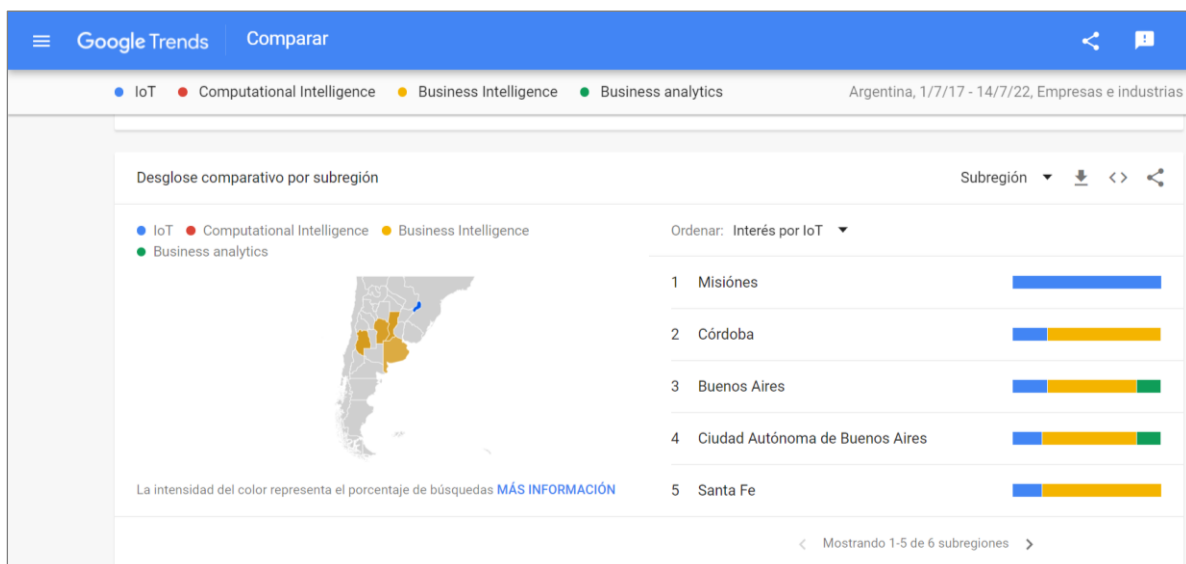 Google Trends Comparar
IoT Computational Intelligence Business Intelligence Business analytics Argentina, 1/7/17 - 14/7/22, Empresas e industrias
Desglose comparativo por subregión Subregión
IoT Computational Intelligence Business Intelligence
Business analytics
Ordenar: Interés por IoT
1 Misiónes
2 Córdoba
3 Buenos Aires
4 Ciudad Autónoma de Buenos Aires
5 Santa Fe
La intensidad del color representa el porcentaje de búsquedas MÁS INFORMACIÓN
Mostrando 1-5 de 6 subregiones